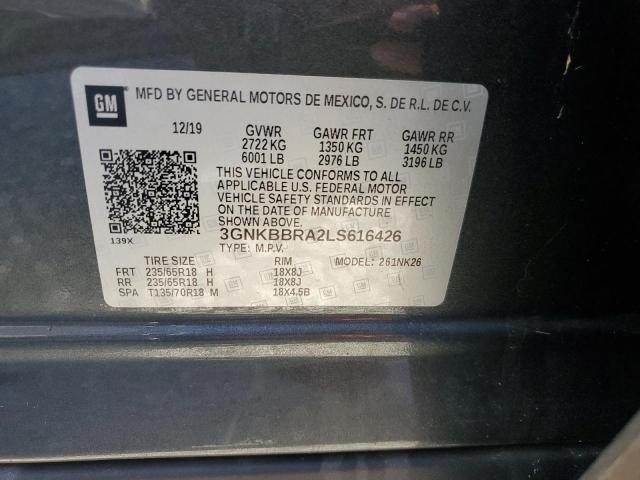 GM
MFD BY GENERAL MOTORS DE MEXICO, S. DE R.L. DE C.V.
12/19 GVWR GAWR FRT GAWR RR
2722 KG 1350 KG 1450 KG
6001 LB 2976 LB 3196 LB
THIS VEHICLE CONFORMS TO ALL
APPLICABLE U.S. FEDERAL MOTOR
VEHICLE SAFETY STANDARDS IN EFFECT
ON THE DATE OF MANUFACTURE
SHOWN ABOVE.
139X 3GNKBBRA2LS616426
TYPE: M.P.V. MODEL: 261NK26
TIRE SIZE RIM
FRT 235/65R18 H 18X8J
RR 235/65R18 H 18X8J
SPA T135/70R18 M 18X4.5B